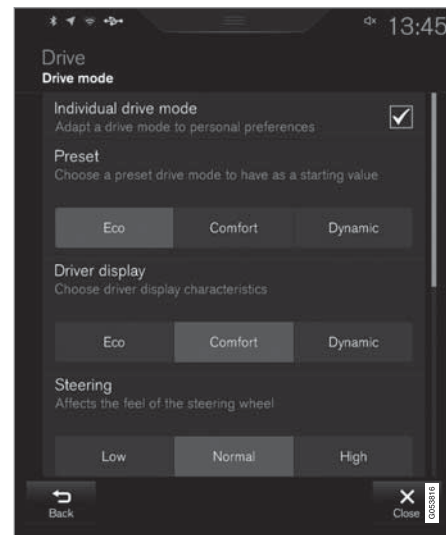 13:45
Drive
Drive mode
Individual drive mode
Adapt a drive mode to personal preferences
Preset
Choose a preset drive mode to have as a starting value
Eco Comfort Dynamic
Driver display
Choose driver display characteristics
Eco Comfort Dynamic
Steering
Affects the feel of the steering wheel
Low Normal High
Back Close
G053816